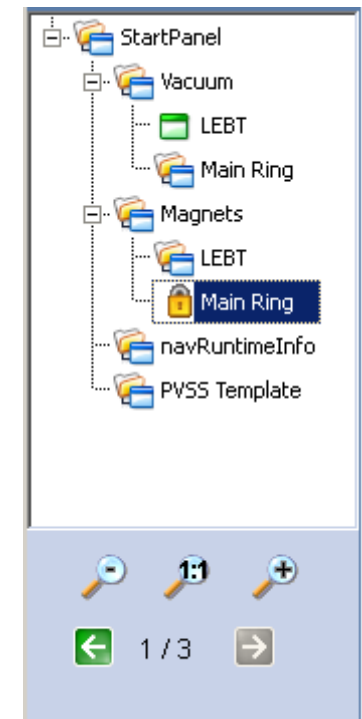 StartPanel
Vacuum
LEBT
Main Ring
Magnets
LEBT
Main Ring
navRuntimeInfo
PVSS Template
1:1
1 / 3